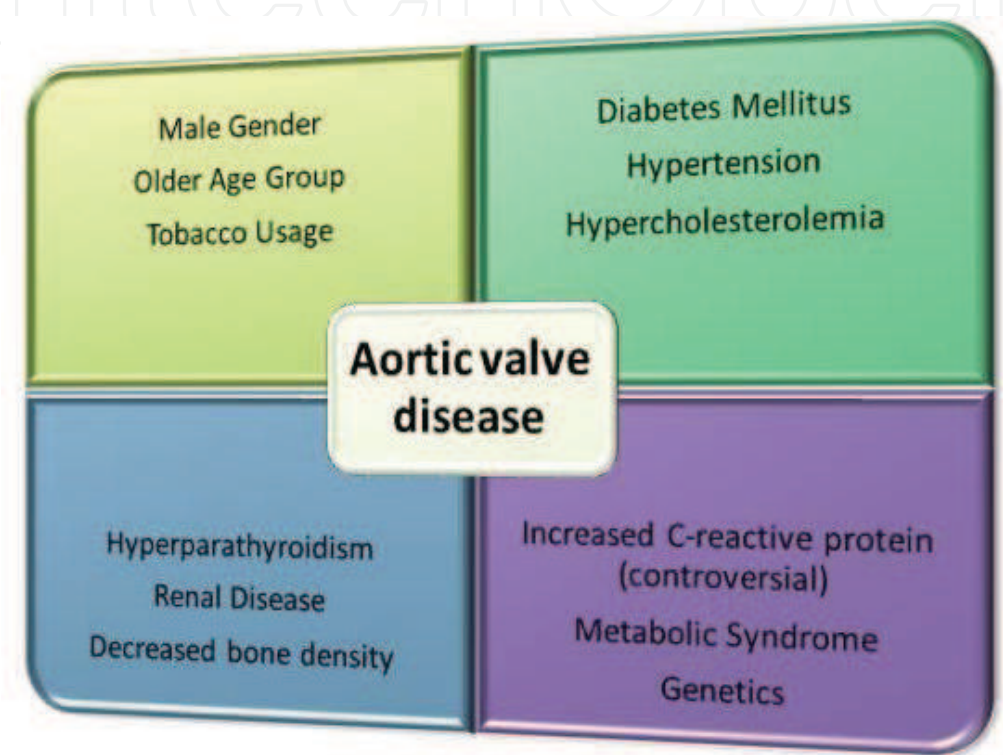 Male Gender
Older Age Group
Tobacco Usage
Diabetes Mellitus
Hypertension
Hypercholesterolemia
Aortic valve
disease
Hyperparathyroidism
Renal Disease
Decreased bone density
Increased C-reactive protein
(controversial)
Metabolic Syndrome
Genetics